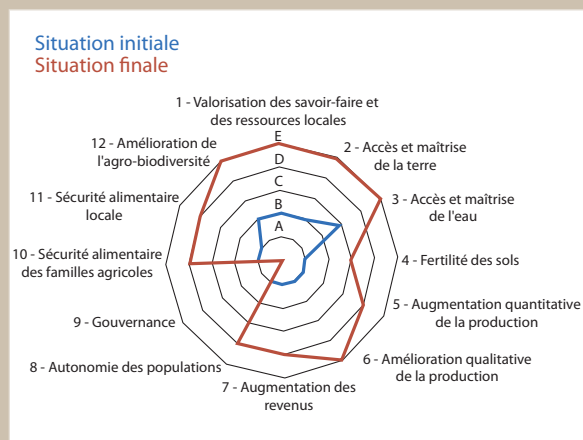 Situation initiale
Situation finale
1 - Valorisation des savoir-faire et
des ressources locales
E
D
C
B
A
2 - Accès et maîtrise
de la terre
3 - Accès et maîtrise
de l'eau
4 - Fertilité des sols
5 - Augmentation quantitative
de la production
6 - Amélioration qualitative
de la production
7 - Augmentation des
revenus
8 - Autonomie des populations
9 - Gouvernance
10 - Sécurité alimentaire
des familles agricoles
11 - Sécurité alimentaire
locale
12 - Amélioration de
l'agro-biodiversité